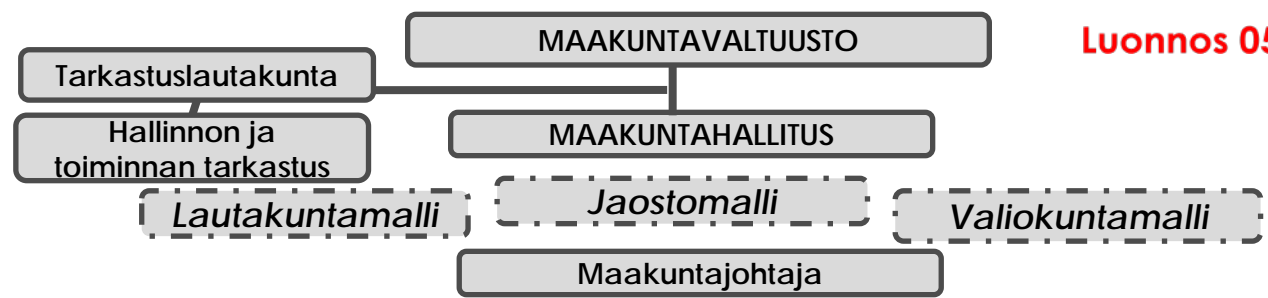 MAAKUNTAVALTUUSTO
Luonnos 05
Tarkastuslautakunta
Hallinnon ja
toiminnan tarkastus
MAAKUNTAHALLITUS
Lautakuntamalli
Jaostomalli
Valiokuntamalli
Maakuntajohtaja